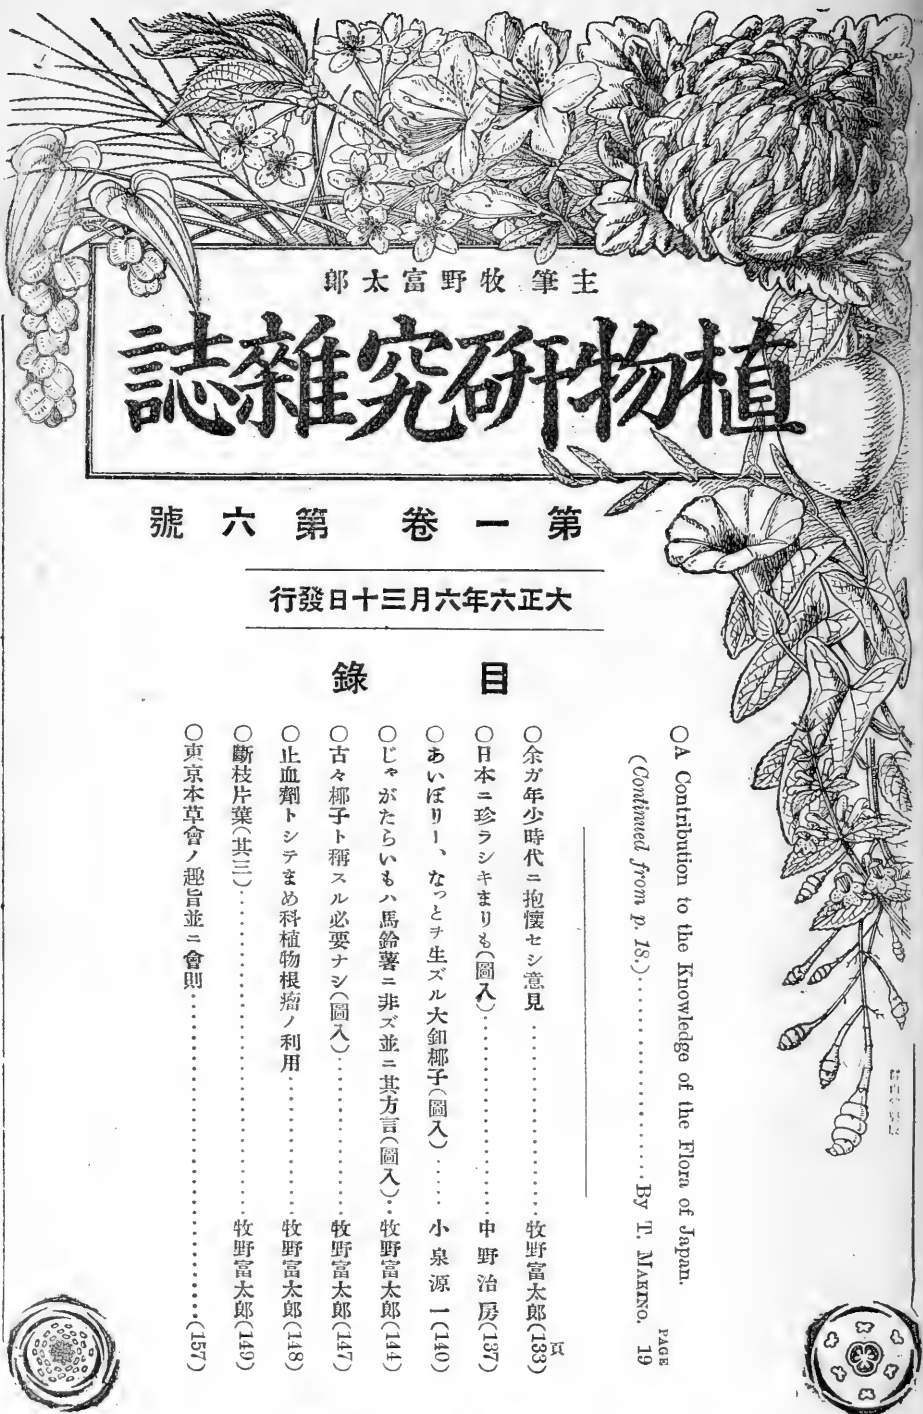 主筆 牧野富太郎
植物研究雜誌
第一卷 第六號
大正六年六月三十日發行
目錄
○A Contribution to the Knowledge of the Flora of Japan.
(Continued from p. 18.)........................By T. MAKINO. 19
PAGE
○余ガ年少時代ニ抱懷セシ意見........................牧野富太郎(133)
頁
○日本ニ珍ラシキまりも(圖入)........................中野治房(137)
○あいぼりー、なっとヲ生ズル大釦椰子(圖入)......小泉源一(140)
○じゃがたらいもハ馬鈴薯ニ非ズ並ニ其方言(圖入)..牧野富太郎(144)
○古々椰子ト稱スル必要ナシ(圖入)..................牧野富太郎(147)
○止血劑トシテまめ科植物根瘤ノ利用..................牧野富太郎(148)
○斷枝片葉(其三)..............................牧野富太郎(149)
○東京本草會ノ趣旨並ニ會則..............................(157)